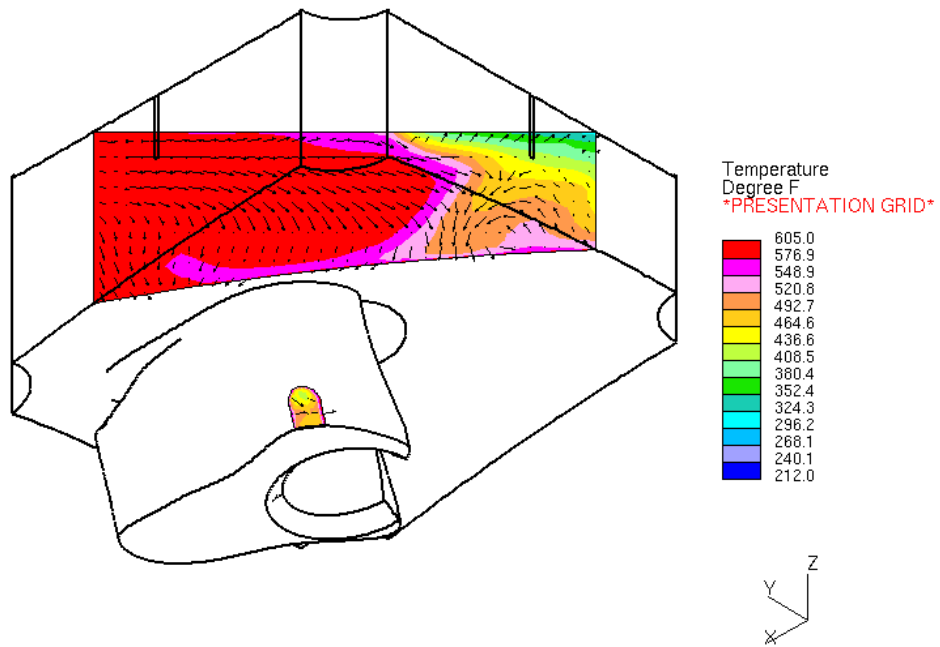 Temperature
Degree F
*PRESENTATION GRID*
605.0
576.9
548.9
520.8
492.7
464.6
436.6
408.5
380.4
352.4
324.3
296.2
268.1
240.1
212.0
Z
Y
X